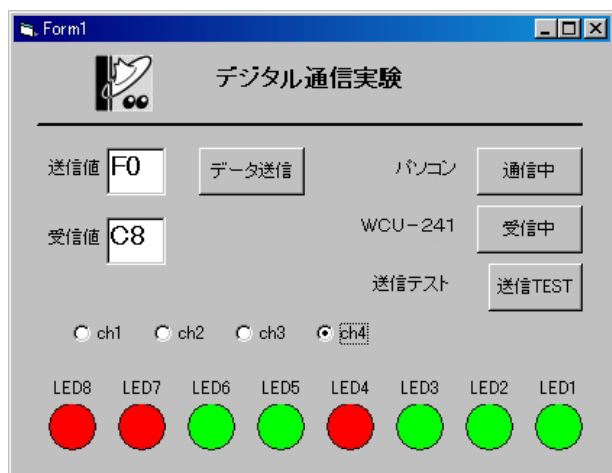 Form1
デジタル通信実験
送信値 F0 データ送信 パソコン 通信中
受信値 C8 WCU-241 受信中
送信テスト 送信TEST
ch1 ch2 ch3 ch4
LED8 LED7 LED6 LED5 LED4 LED3 LED2 LED1